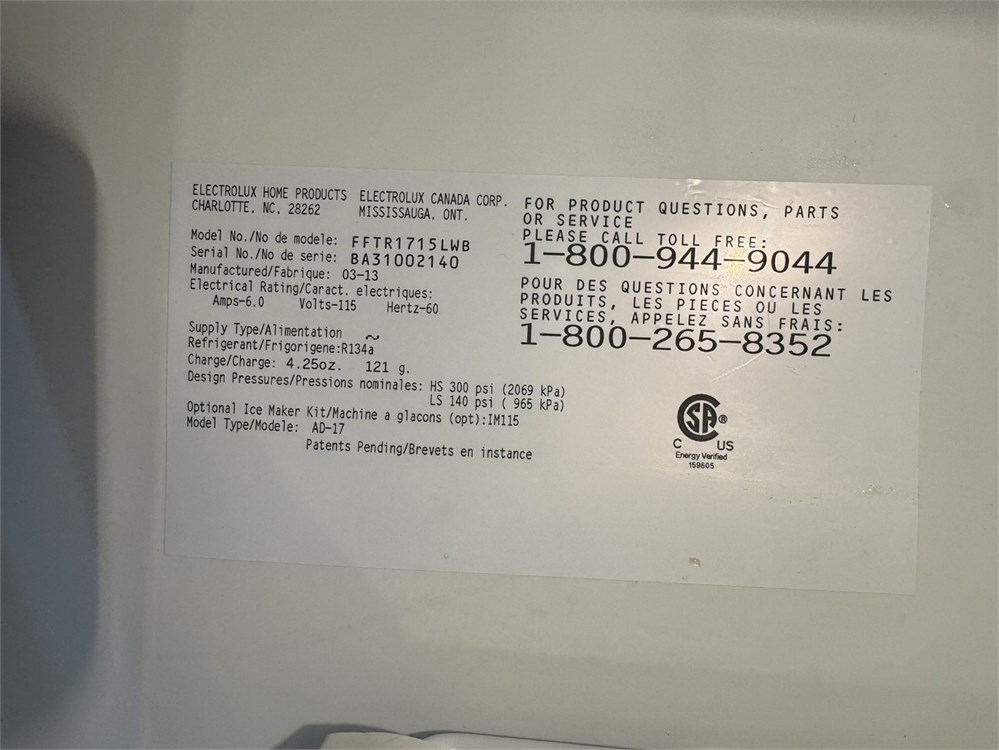 ELECTROLUX HOME PRODUCTS ELECTROLUX CANADA CORP.
CHARLOTTE, NC. 28262 MISSISSAUGA, ONT.
Model No./No de modele: FFTR1715LWB
Serial No./No de serie: BA31002140
Manufactured/Fabrique: 03-13
Electrical Rating/Caract. electriques:
Amps-6.0 Volts-115 Hertz-60
Supply Type/Alimentation ~
Refrigerant/Frigorigene:R134a
Charge/Charge: 4.25oz. 121 g.
Design Pressures/Pressions nominales: HS 300 psi (2069 kPa)
LS 140 psi ( 965 kPa)
Optional Ice Maker Kit/Machine a glacons (opt):IM115
Model Type/Modele: AD-17
Patents Pending/Brevets en instance
FOR PRODUCT QUESTIONS, PARTS
OR SERVICE
PLEASE CALL TOLL FREE:
1-800-944-9044
POUR DES QUESTIONS CONCERNANT LES
PRODUITS, LES PIECES OU LES
SERVICES, APPELEZ SANS FRAIS:
1-800-265-8352
SA®
C US
Energy Verified
159605